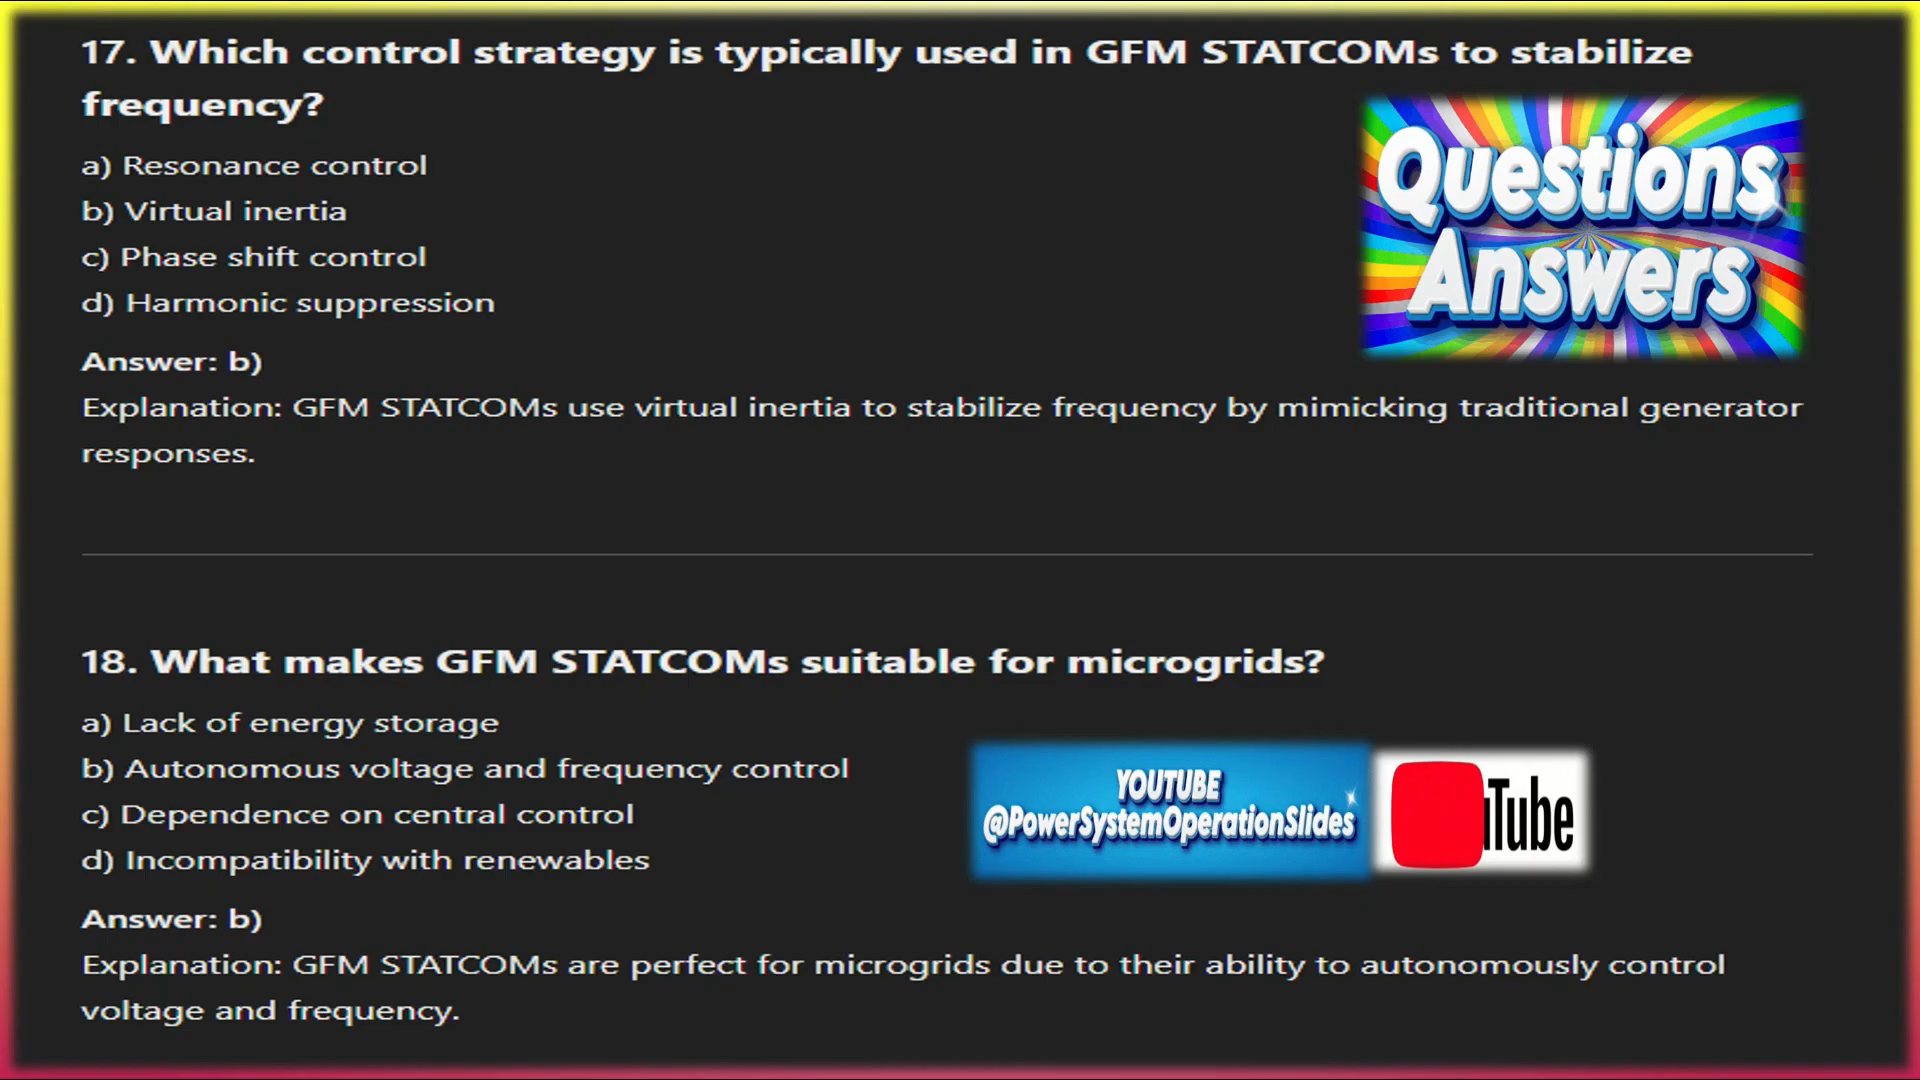 17. Which control strategy is typically used in GFM STATCOMs to stabilize
frequency?
a) Resonance control
b) Virtual inertia
c) Phase shift control
d) Harmonic suppression
Answer: b)
Explanation: GFM STATCOMs use virtual inertia to stabilize frequency by mimicking traditional generator
responses.
Questions
Answers
18. What makes GFM STATCOMs suitable for microgrids?
a) Lack of energy storage
b) Autonomous voltage and frequency control
c) Dependence on central control
d) Incompatibility with renewables
YOUTUBE
@PowerSystemOperationSlides
Tube
Answer: b)
Explanation: GFM STATCOMs are perfect for microgrids due to their ability to autonomously control
voltage and frequency.